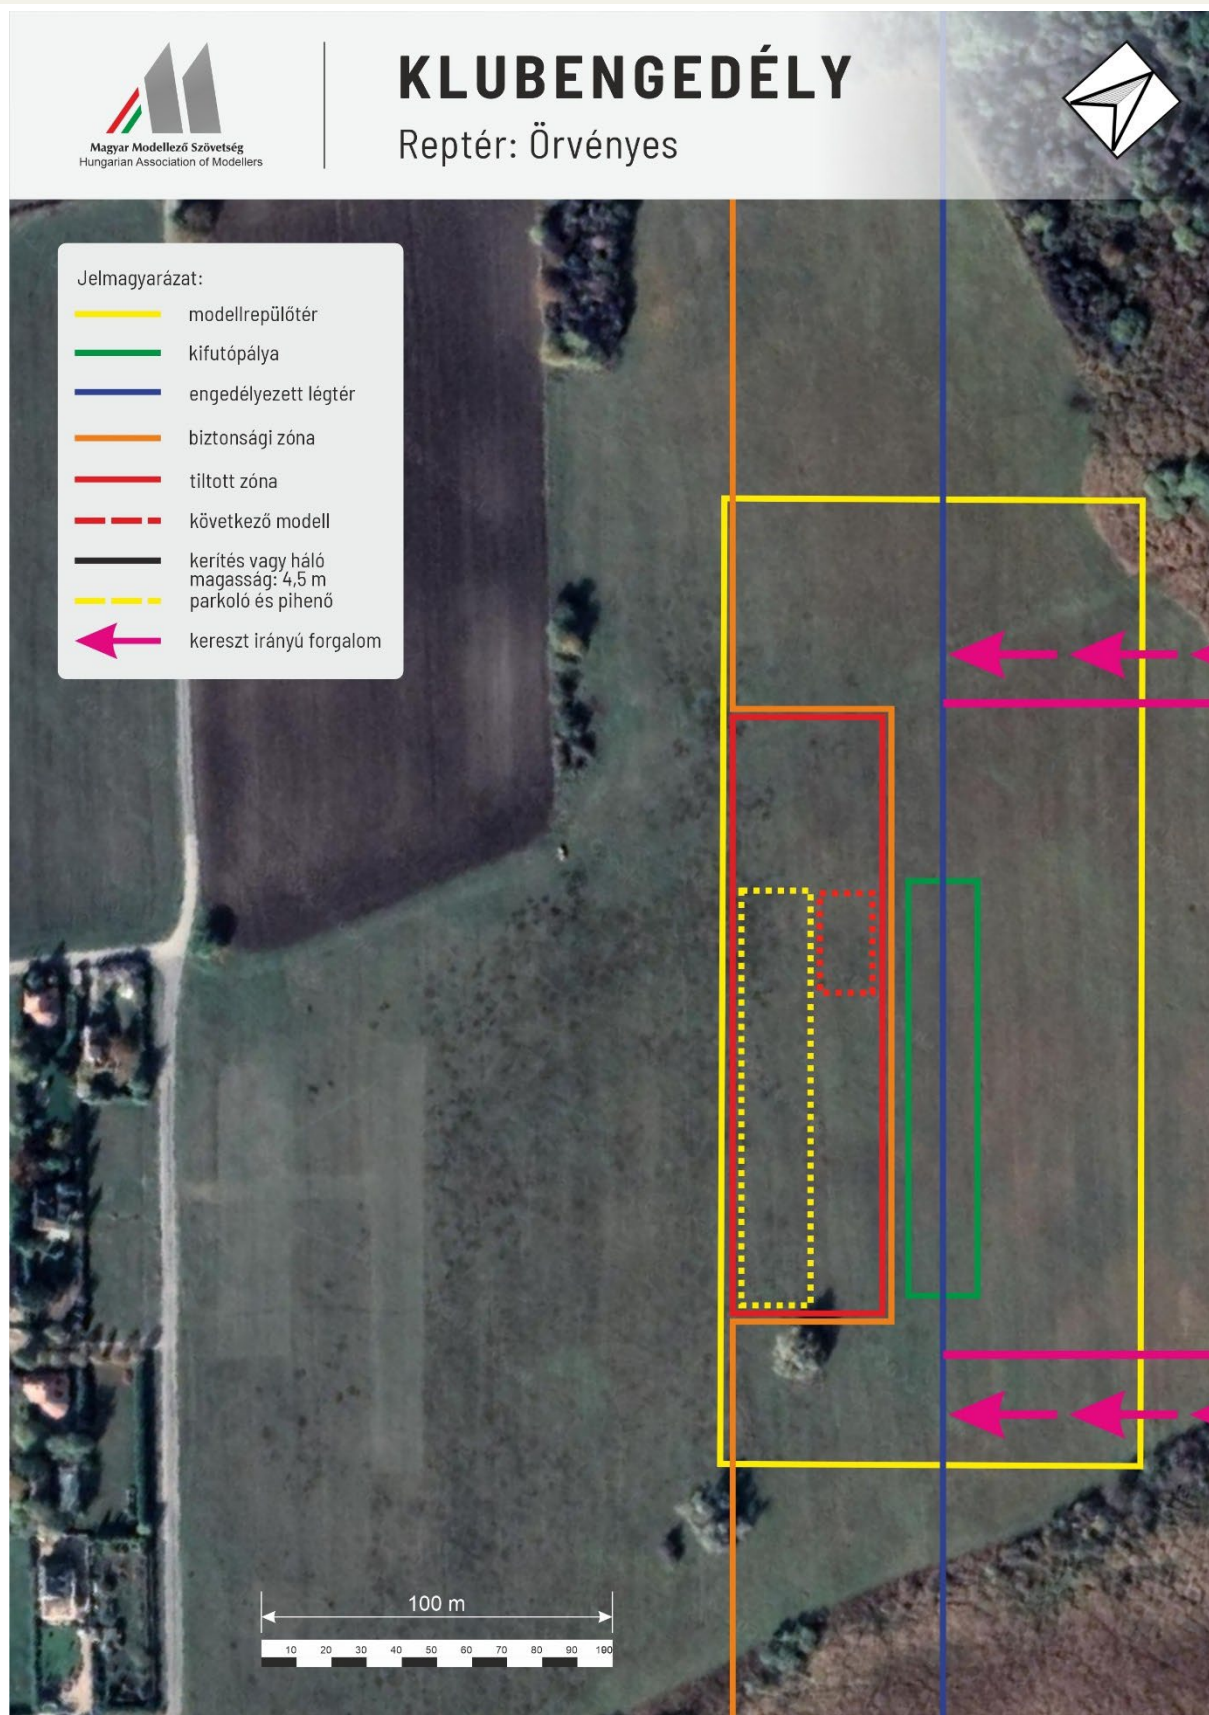 KLUBENGEDÉLY
Reptér: Örvényes
Magyar Modellező Szövetség
Hungarian Association of Modellers
Jelmagyarázat:
modellrepülőtér
kifutópálya
engedélyezett légtér
biztonsági zóna
tiltott zóna
következő modell
kerítés vagy háló
magasság: 4,5 m
parkoló és pihenő
kereszt irányú forgalom
100 m
10 20 30 40 50 60 70 80 90 100